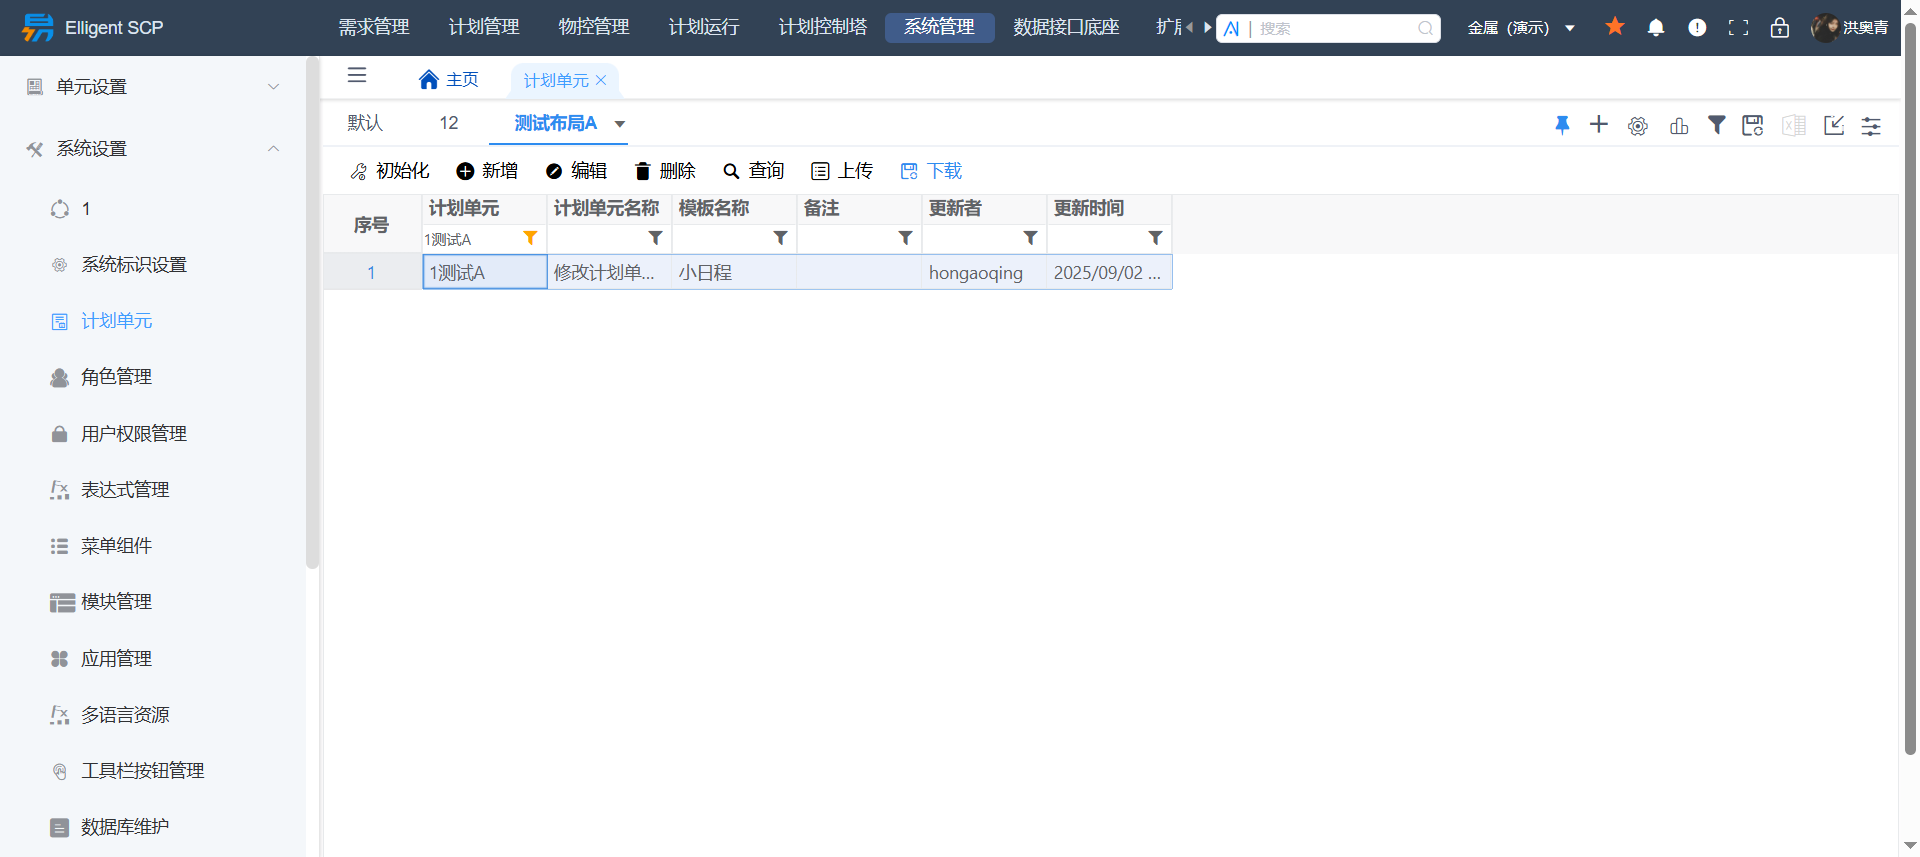 Elligent SCP
需求管理
计划管理
物控管理
计划运行
计划控制塔
系统管理
数据接口底座
搜索
金属 (演示)
洪奥青
单元设置
系统设置
1
系统标识设置
计划单元
角色管理
用户权限管理
表达式管理
菜单组件
模块管理
应用管理
多语言资源
工具栏按钮管理
数据库维护
主页
计划单元
默认
12
测试布局A
初始化
新增
编辑
删除
查询
上传
下载
序号 计划单元 计划单元名称 模板名称 备注 更新者 更新时间
1测试A
1 1测试A 修改计划单... 小日程 hongaoqing 2025/09/02 ...